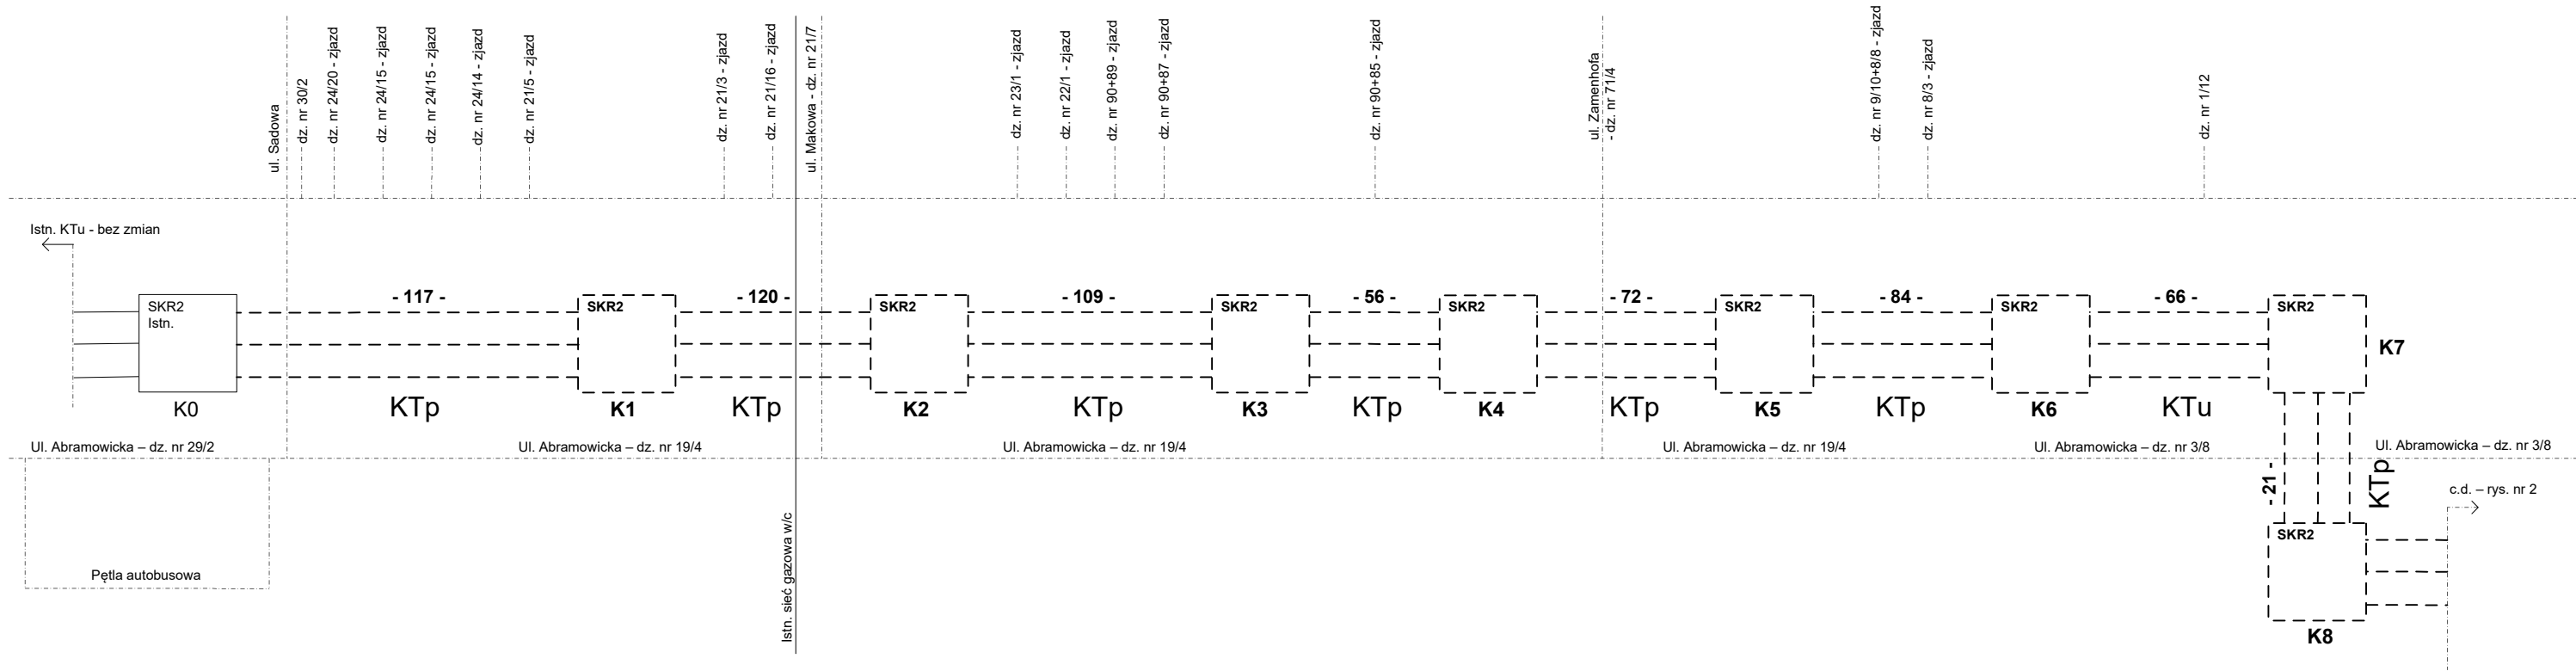 ul. Sadowa
dz. nr 30/2
dz. nr 24/20 - zjazd
dz. nr 24/15 - zjazd
dz. nr 24/15 - zjazd
dz. nr 24/14 - zjazd
dz. nr 21/5 - zjazd
dz. nr 21/3 - zjazd
dz. nr 21/16 - zjazd
ul. Makowa - dz. nr 21/7
dz. nr 23/1 - zjazd
dz. nr 22/1 - zjazd
dz. nr 90+89 - zjazd
dz. nr 90+87 - zjazd
dz. nr 90+85 - zjazd
ul. Zamenhofa
- dz. nr 71/4
dz. nr 9/10+8/8 - zjazd
dz. nr 8/3 - zjazd
dz. nr 1/12
Istn. KTu - bez zmian
SKR2
Istn.
K0
- 117 -
KTp
SKR2
K1
- 120 -
KTp
SKR2
K2
- 109 -
KTp
SKR2
K3
- 56 -
KTp
SKR2
K4
- 72 -
KTp
SKR2
K5
- 84 -
KTp
SKR2
K6
- 66 -
KTu
SKR2
K7
Ul. Abramowicka – dz. nr 29/2
Ul. Abramowicka – dz. nr 19/4
Ul. Abramowicka – dz. nr 19/4
Ul. Abramowicka – dz. nr 19/4
Ul. Abramowicka – dz. nr 3/8
Ul. Abramowicka – dz. nr 3/8
- 21 -
KTp
c.d. – rys. nr 2
SKR2
K8
Pętla autobusowa
Istn. sieć gazowa w/c